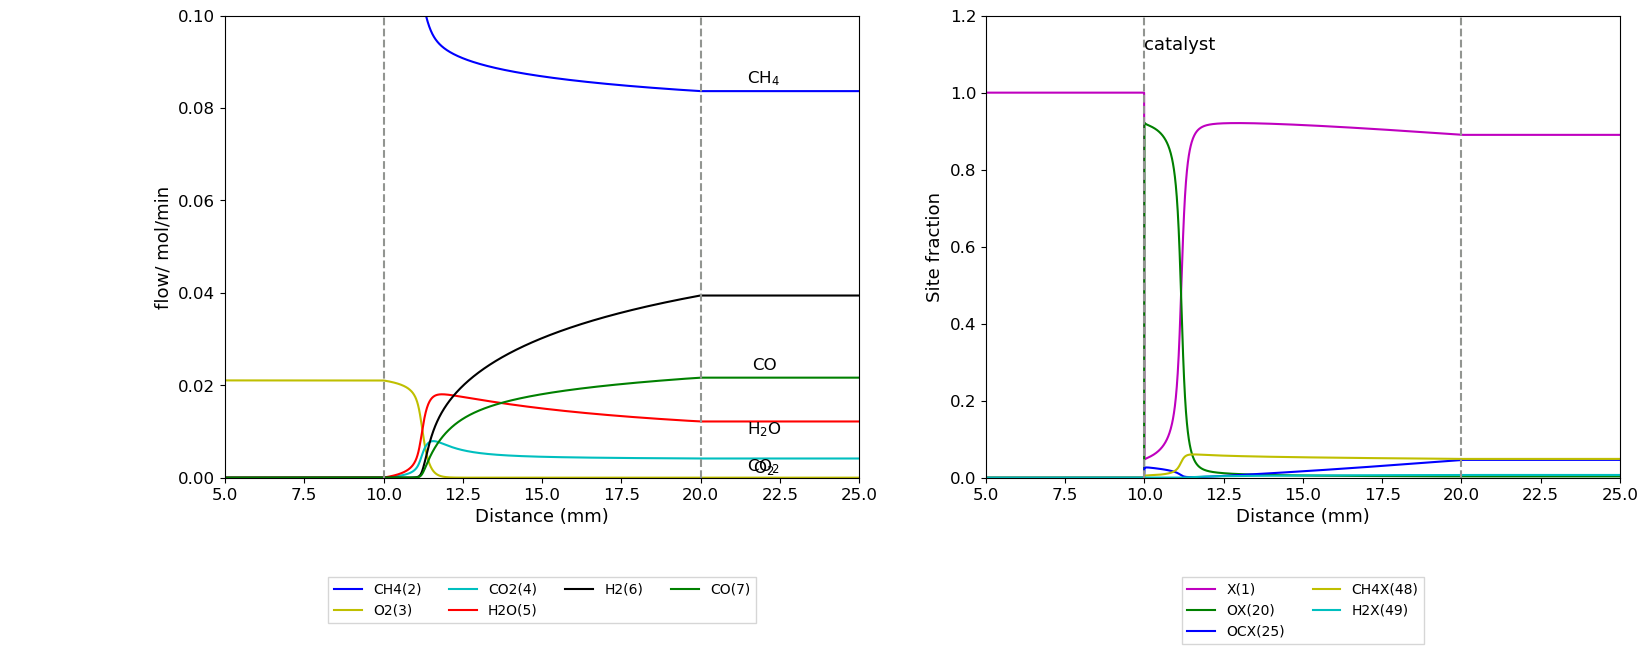 0.10
0.08
0.06
0.04
0.02
0.00
flow/ mol/min
CH4
CO
H2O
CO2
O2
5.0 7.5 10.0 12.5 15.0 17.5 20.0 22.5 25.0
Distance (mm)
CH4(2) CO2(4) H2(6) CO(7)
O2(3) H2O(5)
1.2
1.0
0.8
0.6
0.4
0.2
0.0
Site fraction
catalyst
5.0 7.5 10.0 12.5 15.0 17.5 20.0 22.5 25.0
Distance (mm)
X(1) CH4X(48)
OX(20) H2X(49)
OCX(25)